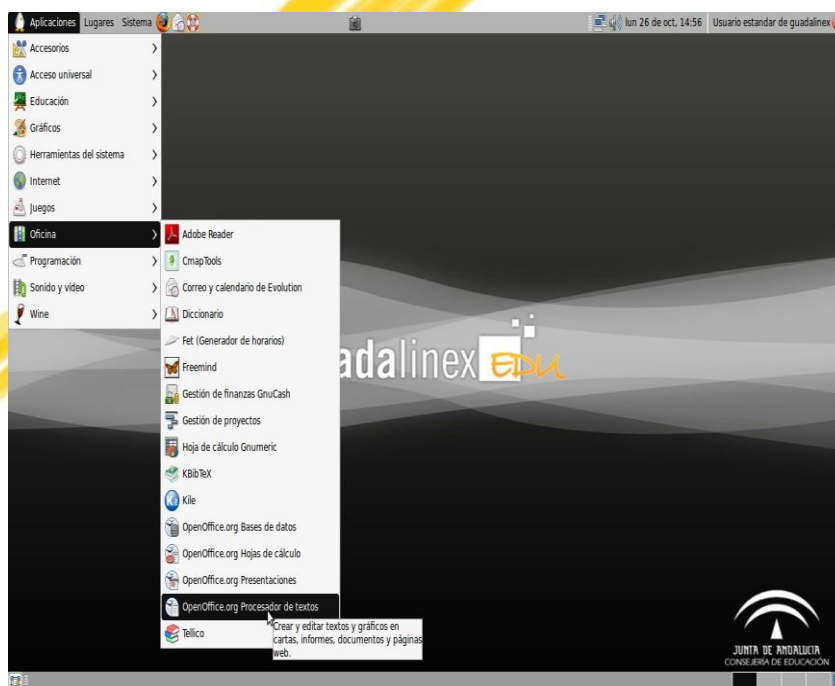 Aplicaciones Lugares Sistema lun 26 de oct, 14:56 Usuario estandar de guadalinex
Accesorios
Acceso universal
Educación
Gráficos
Herramientas del sistema
Internet
Juegos
Oficina
Programación
Sonido y vídeo
Wine
Adobe Reader
CmapTools
Correo y calendario de Evolution
Diccionario
Fet (Generador de horarios)
Freemind
Gestión de finanzas GnuCash
Gestión de proyectos
Hoja de cálculo Gnumeric
KBibTeX
Kile
OpenOffice.org Bases de datos
OpenOffice.org Hojas de cálculo
OpenOffice.org Presentaciones
OpenOffice.org Procesador de textos
Tellico
Crear y editar textos y gráficos en
cartas, informes, documentos y páginas
web.
adalinex EDU
JUNTA DE ANDALUCIA
CONSEJERÍA DE EDUCACIÓN